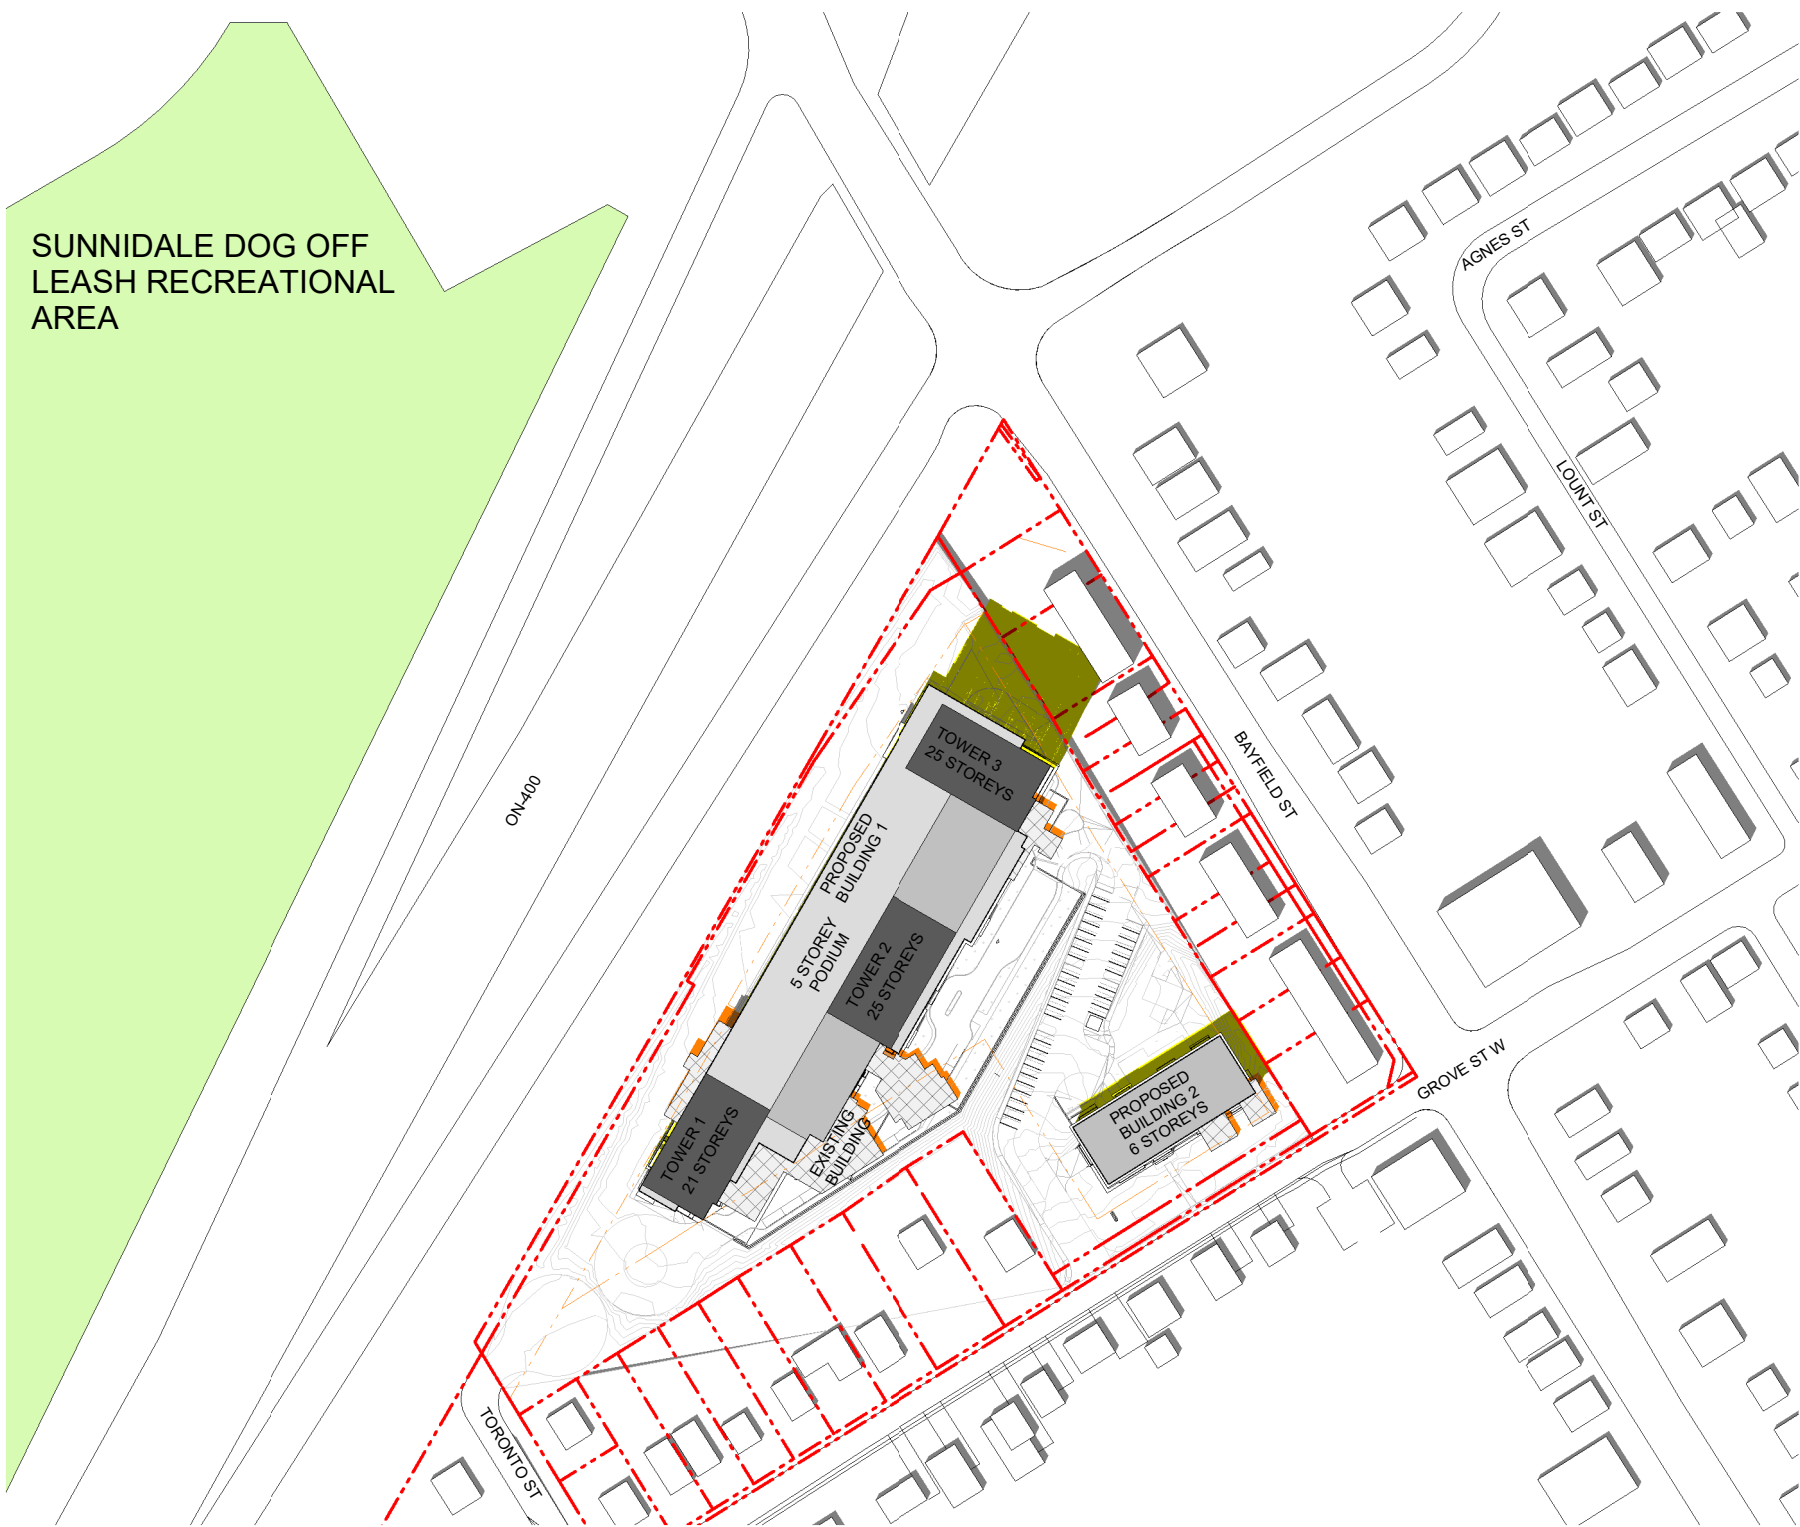 SUNNIDALE DOG OFF
LEASH RECREATIONAL
AREA
AGNES ST
LOUNT ST
BAYFIELD ST
ON-400
TOWER 3
25 STOREYS
PROPOSED
BUILDING 1
5 STOREY
PODIUM
TOWER 2
25 STOREYS
TOWER 1
21 STOREYS
EXISTING
BUILDING
PROPOSED
BUILDING 2
6 STOREYS
GROVE ST W
TORONTO ST